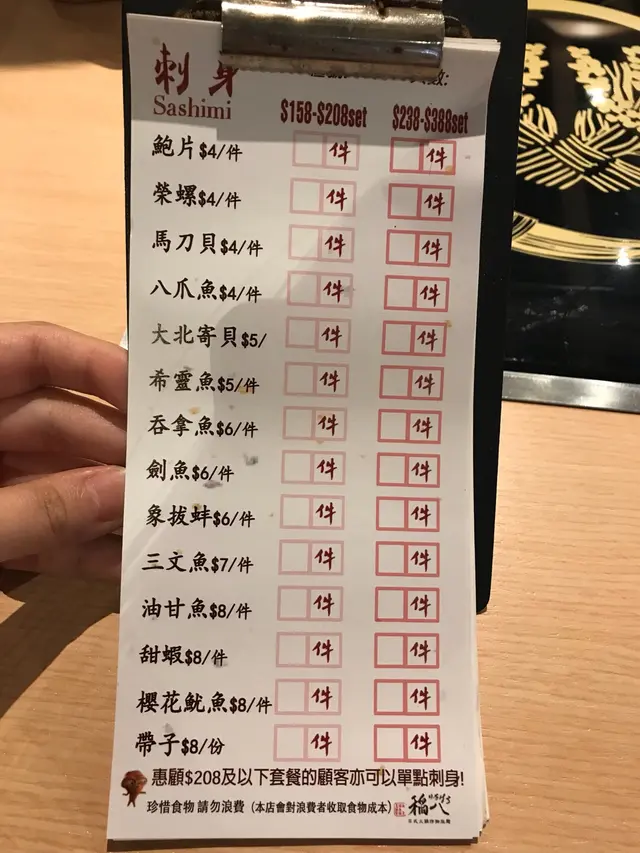 刺身
數:
Sashimi
$158-$208set $238-$388set
鮑片$4/件 件 件
榮螺$4/件 件 件
馬刀貝$4/件 件 件
八爪魚$4/件 件 件
大北寄貝$5/ 件 件
希靈魚$5/件 件 件
吞拿魚$6/件 件 件
劍魚$6/件 件 件
象拔蚌$6/件 件 件
三文魚$7/件 件 件
油甘魚$8/件 件 件
甜蝦$8/件 件 件
櫻花魷魚$8/件 件 件
帶子$8/份 件 件
惠顧$208及以下套餐的顧客亦可以單點刺身!
珍惜食物 請勿浪費（本店會對浪費者收取食物成本） 稻八